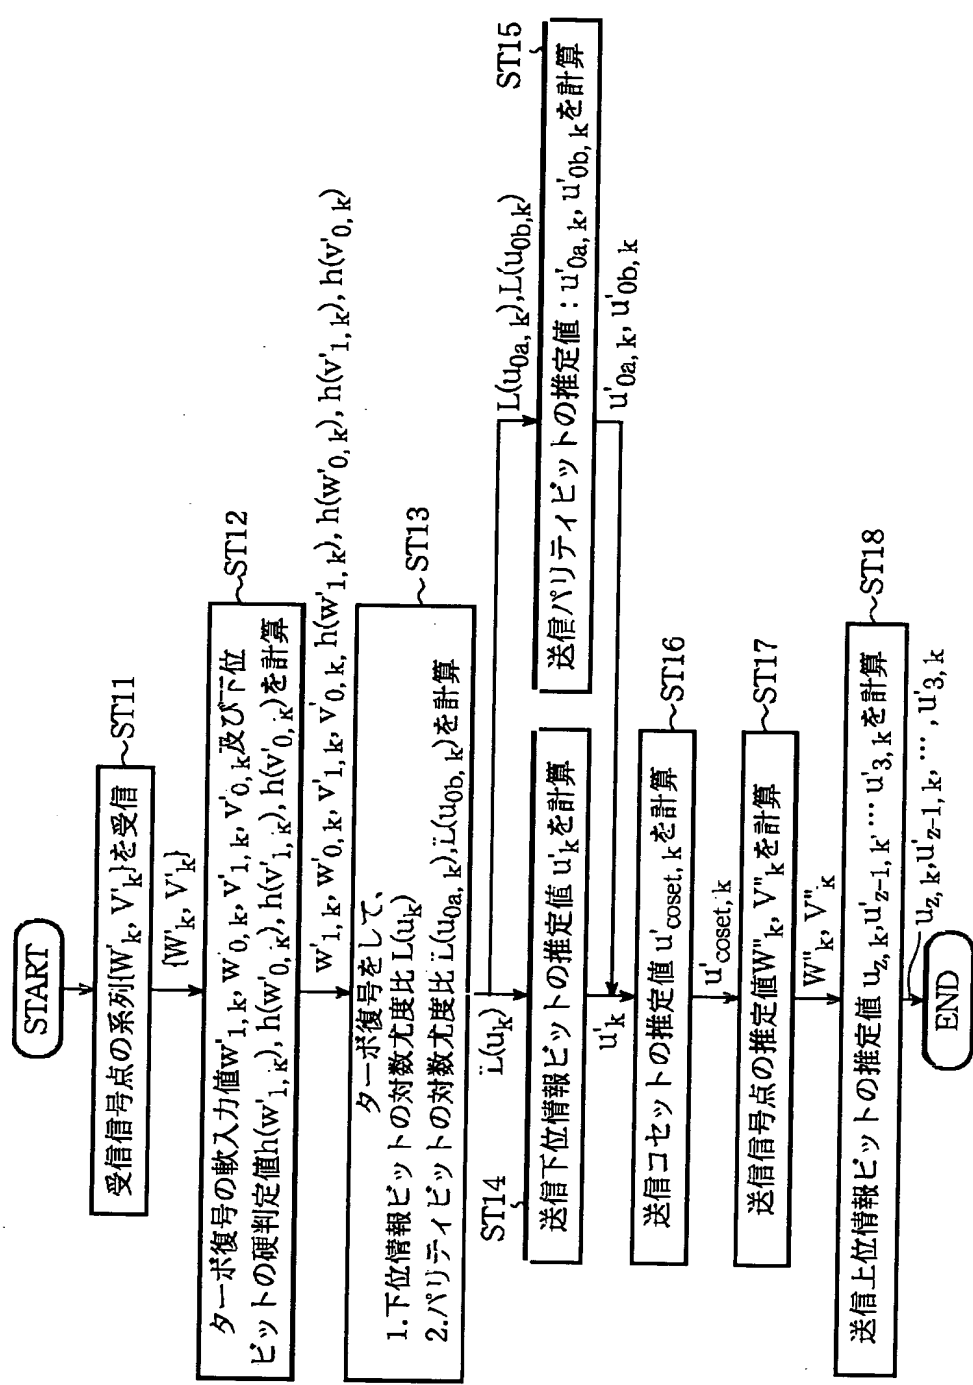 START
受信信号点の系列{W'k, V'k}を受信
ST11
{W'k, V'k}
ターボ復号の軟入力値w'1, k, w'0, k, v'1, k, v'0, k及び下位
ビットの硬判定値h(w'1, k), h(w'0, k), h(v'1, k), h(v'0, k)を計算
ST12
w'1, k, w'0, k, v'1, k, v'0, k, h(w'1, k), h(w'0, k), h(v'1, k), h(v'0, k)
ターボ復号をして、
1.下位情報ビットの対数尤度比 L(uk)
2.パリティビットの対数尤比 L(u0a, k),L(u0b, k)を計算
ST13
L(uk)
L(u0a, k),L(u0b,k)
ST14
送信下位情報ビットの推定値 u'kを計算
ST15
送信パリティビットの推定値:u'0a, k, u'0b, kを計算
u'k
u'0a, k, u'0b, k
送信コセットの推定値 u'coset, kを計算
ST16
u'coset, k
送信信号点の推定値W"k, V"kを計算
ST17
W"k, V"k
送信上位情報ビットの推定値 uz, k,u'z-1, k, … u'3, kを計算
ST18
uz, k,u'z-1, k, … , u'3, k
END